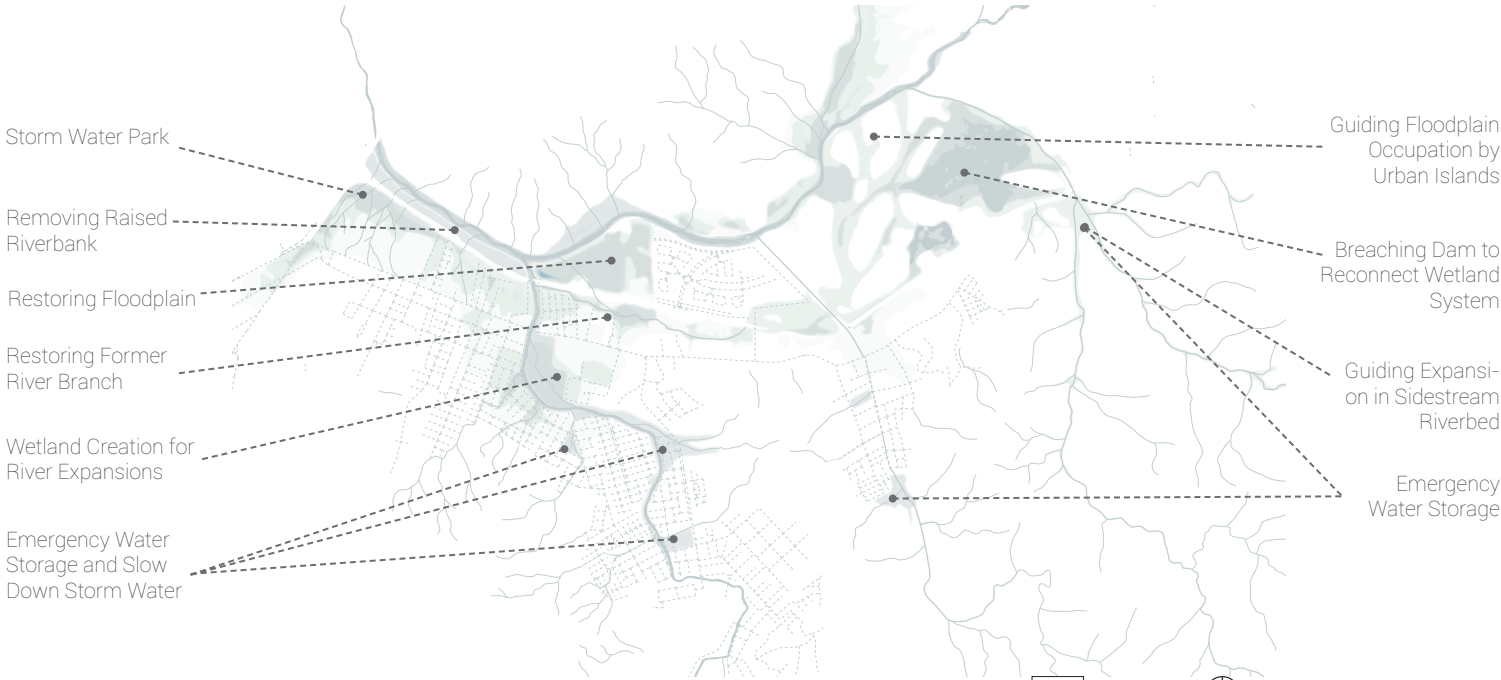 Storm Water Park
Removing Raised
Riverbank
Restoring Floodplain
Restoring Former
River Branch
Wetland Creation for
River Expansions
Emergency Water
Storage and Slow
Down Storm Water
Guiding Floodplain
Occupation by
Urban Islands
Breaching Dam to
Reconnect Wetland
System
Guiding Expansi-
on in Sidestream
Riverbed
Emergency
Water Storage